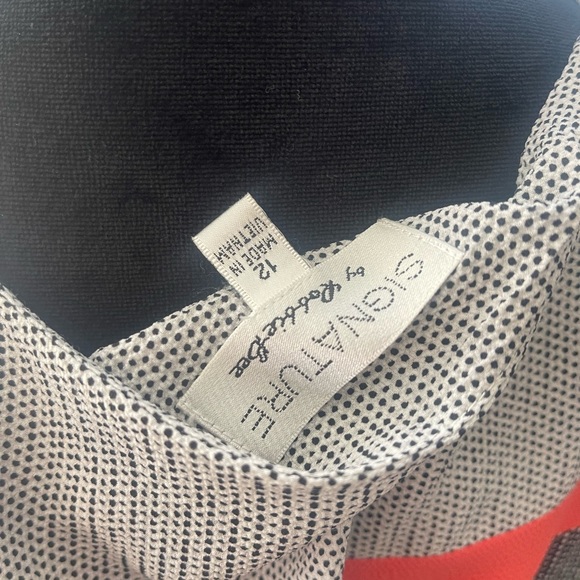 SIGNATURE
by Robbie Bee
12
MADE IN
VIETNAM